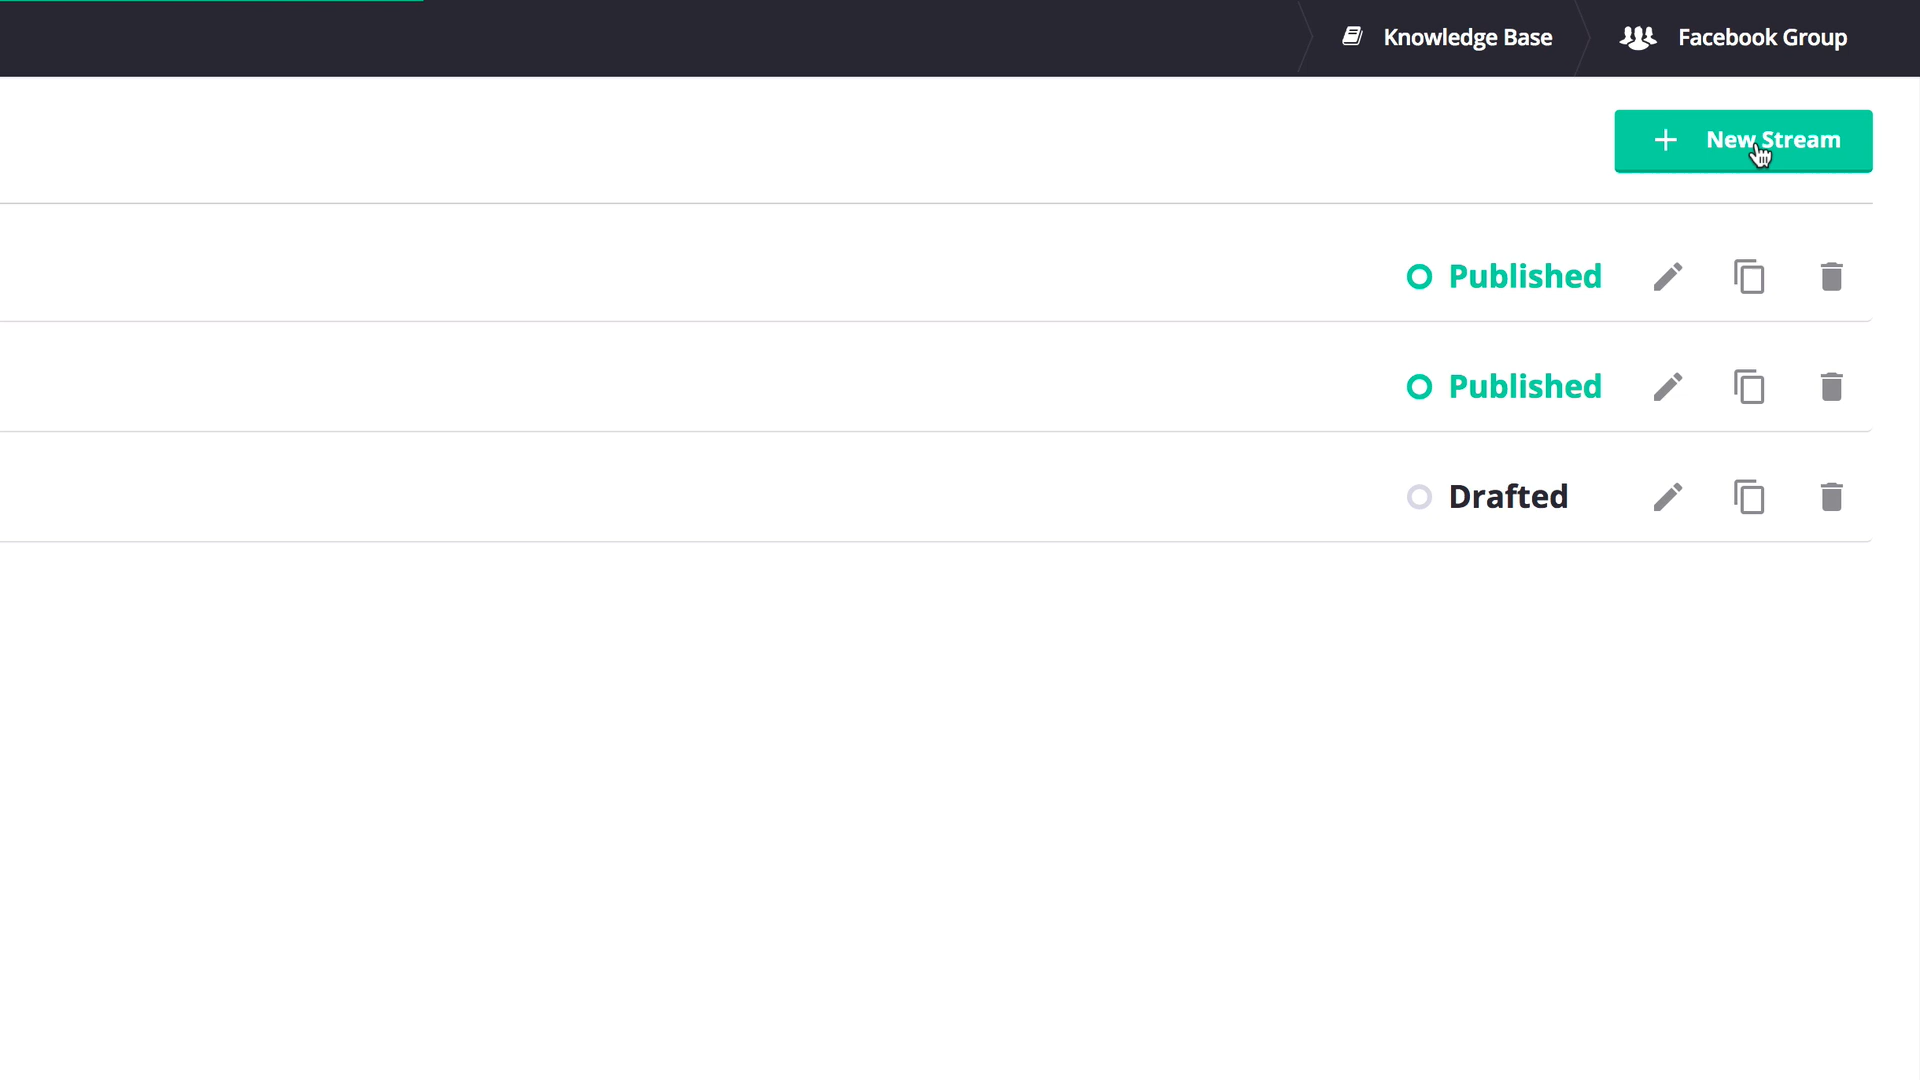 Knowledge Base
Facebook Group
New Stream
Published
Published
Drafted